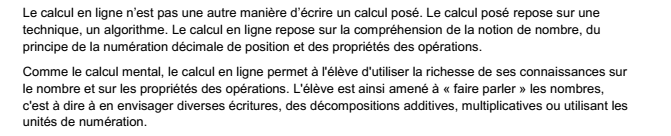 Le calcul en ligne n'est pas une autre manière d'écrire un calcul posé. Le calcul posé repose sur une
technique, un algorithme. Le calcul en ligne repose sur la compréhension de la notion de nombre, du
principe de la numération décimale de position et des propriétés des opérations.
Comme le calcul mental, le calcul en ligne permet à l'élève d'utiliser la richesse de ses connaissances sur
le nombre et sur les propriétés des opérations. L'élève est ainsi amené à « faire parler » les nombres,
c'est à dire à en envisager diverses écritures, des décompositions additives, multiplicatives ou utilisant les
unités de numération.